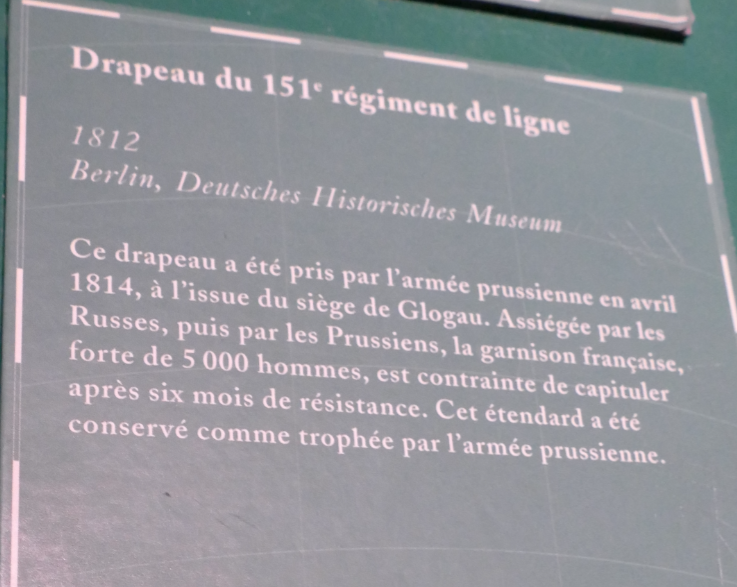 Drapeau du 151e régiment de ligne
1812
Berlin, Deutsches Historisches Museum
Ce drapeau a été pris par l'armée prussienne en avril
1814, à l'issue du siège de Glogau. Assiégée par les
Russes, puis par les Prussiens, la garnison française,
forte de 5 000 hommes, est contrainte de capituler
après six mois de résistance. Cet étendard a été
conservé comme trophée par l'armée prussienne.